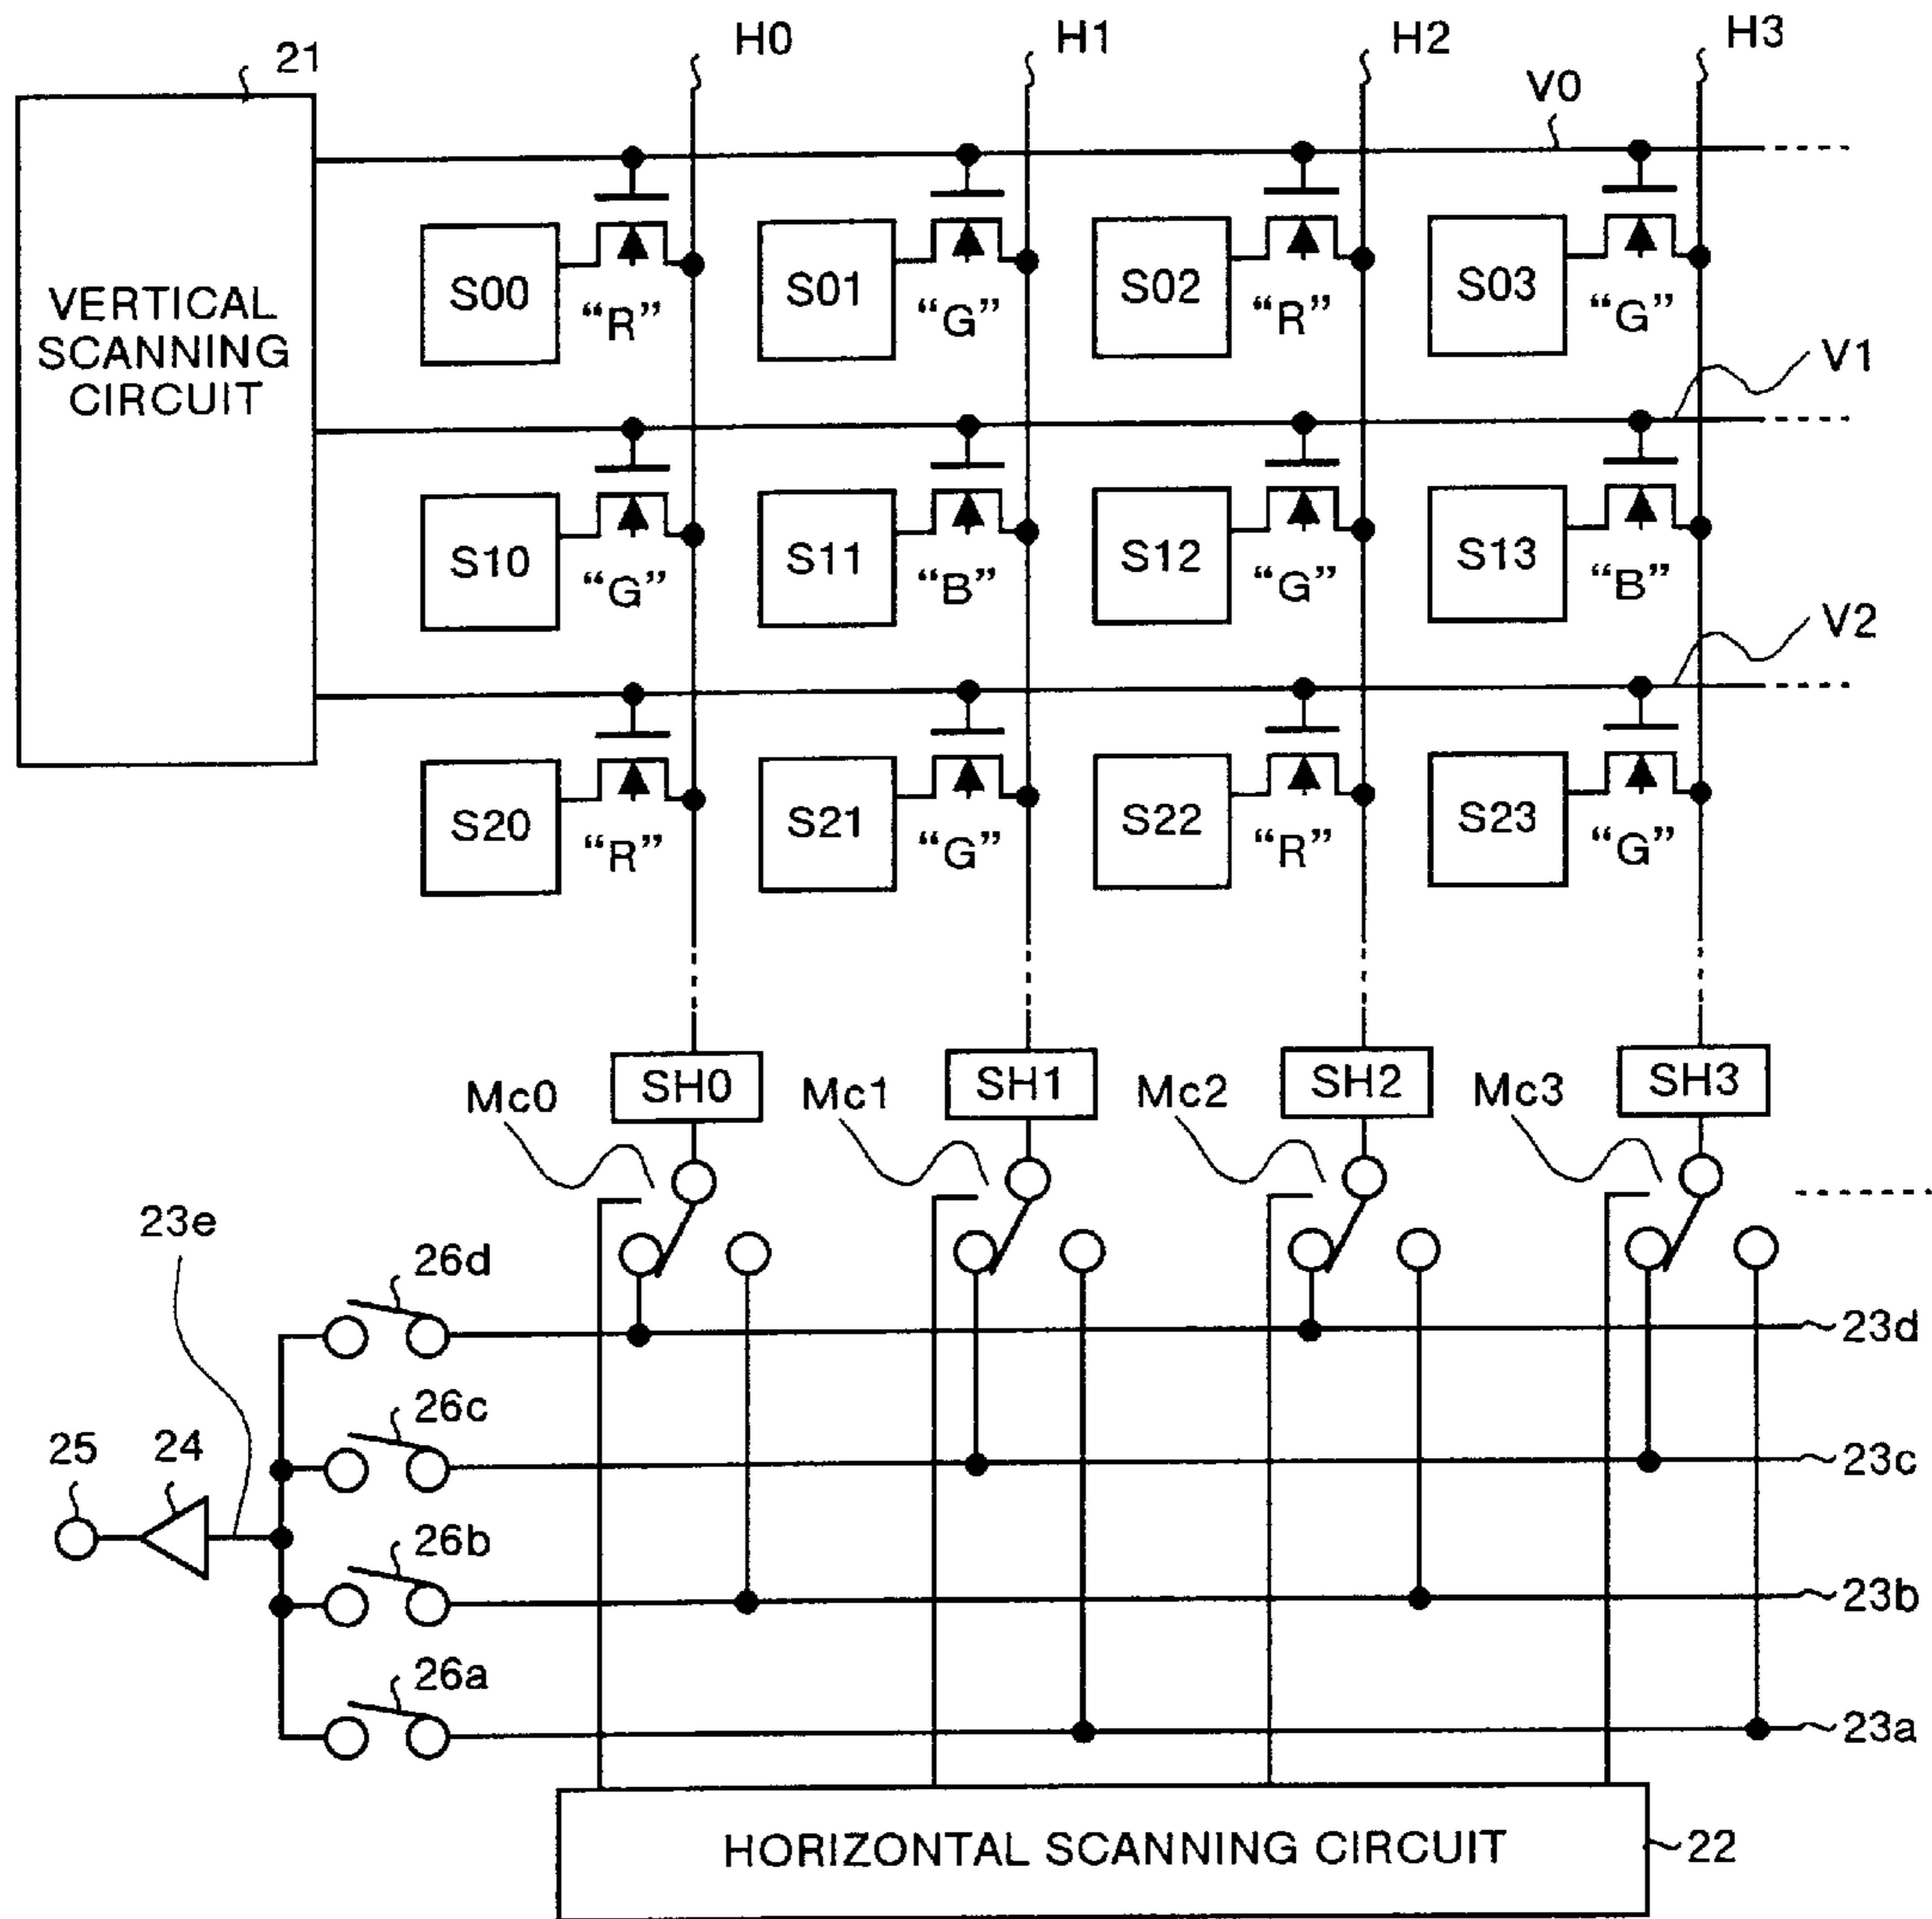 21
H0
H1
H2
H3
V0
VERTICAL
SCANNING
CIRCUIT
S00
“R”
S01
“G”
S02
“R”
S03
“G”
V1
S10
“G”
S11
“B”
S12
“G”
S13
“B”
V2
S20
“R”
S21
“G”
S22
“R”
S23
“G”
Mc0
SH0
Mc1
SH1
Mc2
SH2
Mc3
SH3
23e
26d
23d
26c
23c
25
24
26b
23b
26a
23a
HORIZONTAL SCANNING CIRCUIT
22